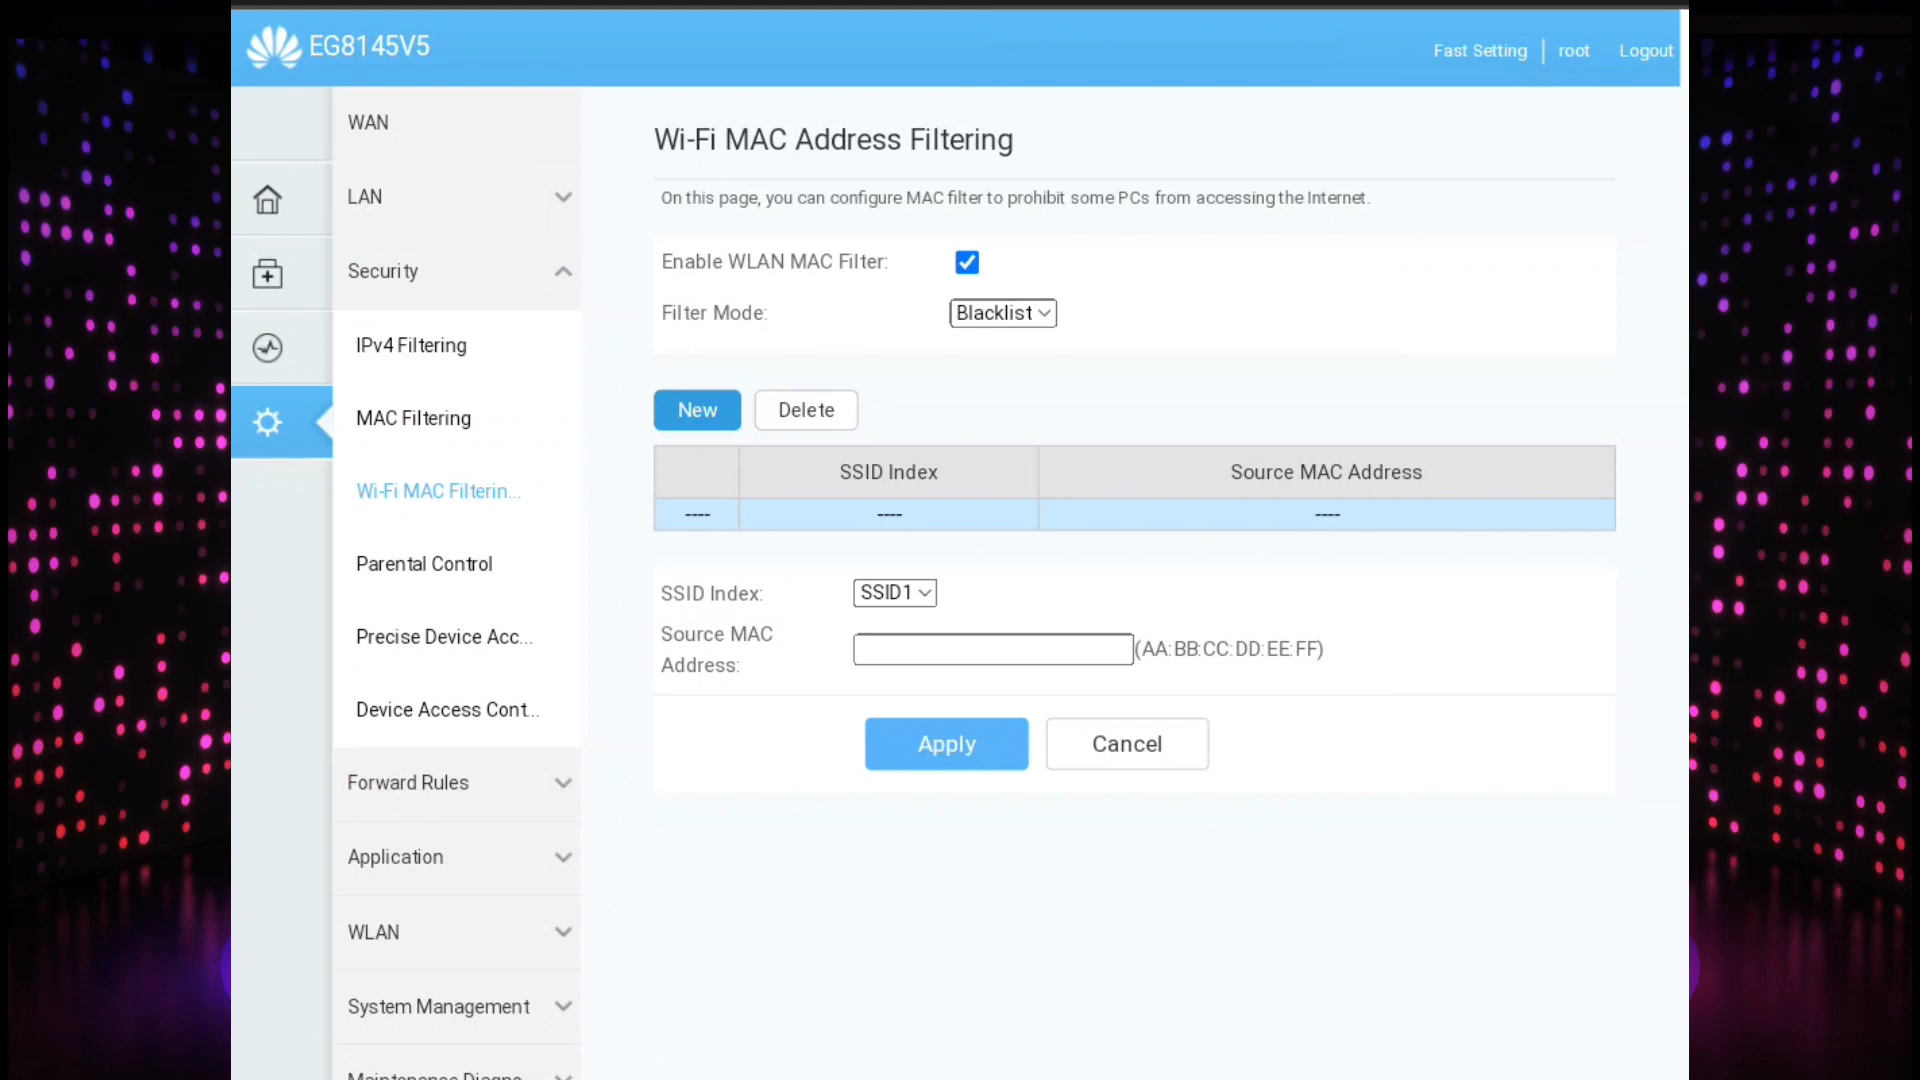 EG8145V5
Fast Setting
root
Logout
WAN
LAN
Security
IPv4 Filtering
MAC Filtering
Wi-Fi MAC Filterin...
Parental Control
Precise Device Acc...
Device Access Cont...
Forward Rules
Application
WLAN
System Management
Maintenance Diagno
Wi-Fi MAC Address Filtering
On this page, you can configure MAC filter to prohibit some PCs from accessing the Internet.
Enable WLAN MAC Filter:
Filter Mode:
Blacklist
New
Delete
SSID Index
Source MAC Address
----
----
----
SSID Index:
SSID1
Source MAC
Address:
(AA:BB:CC:DD:EE:FF)
Apply
Cancel